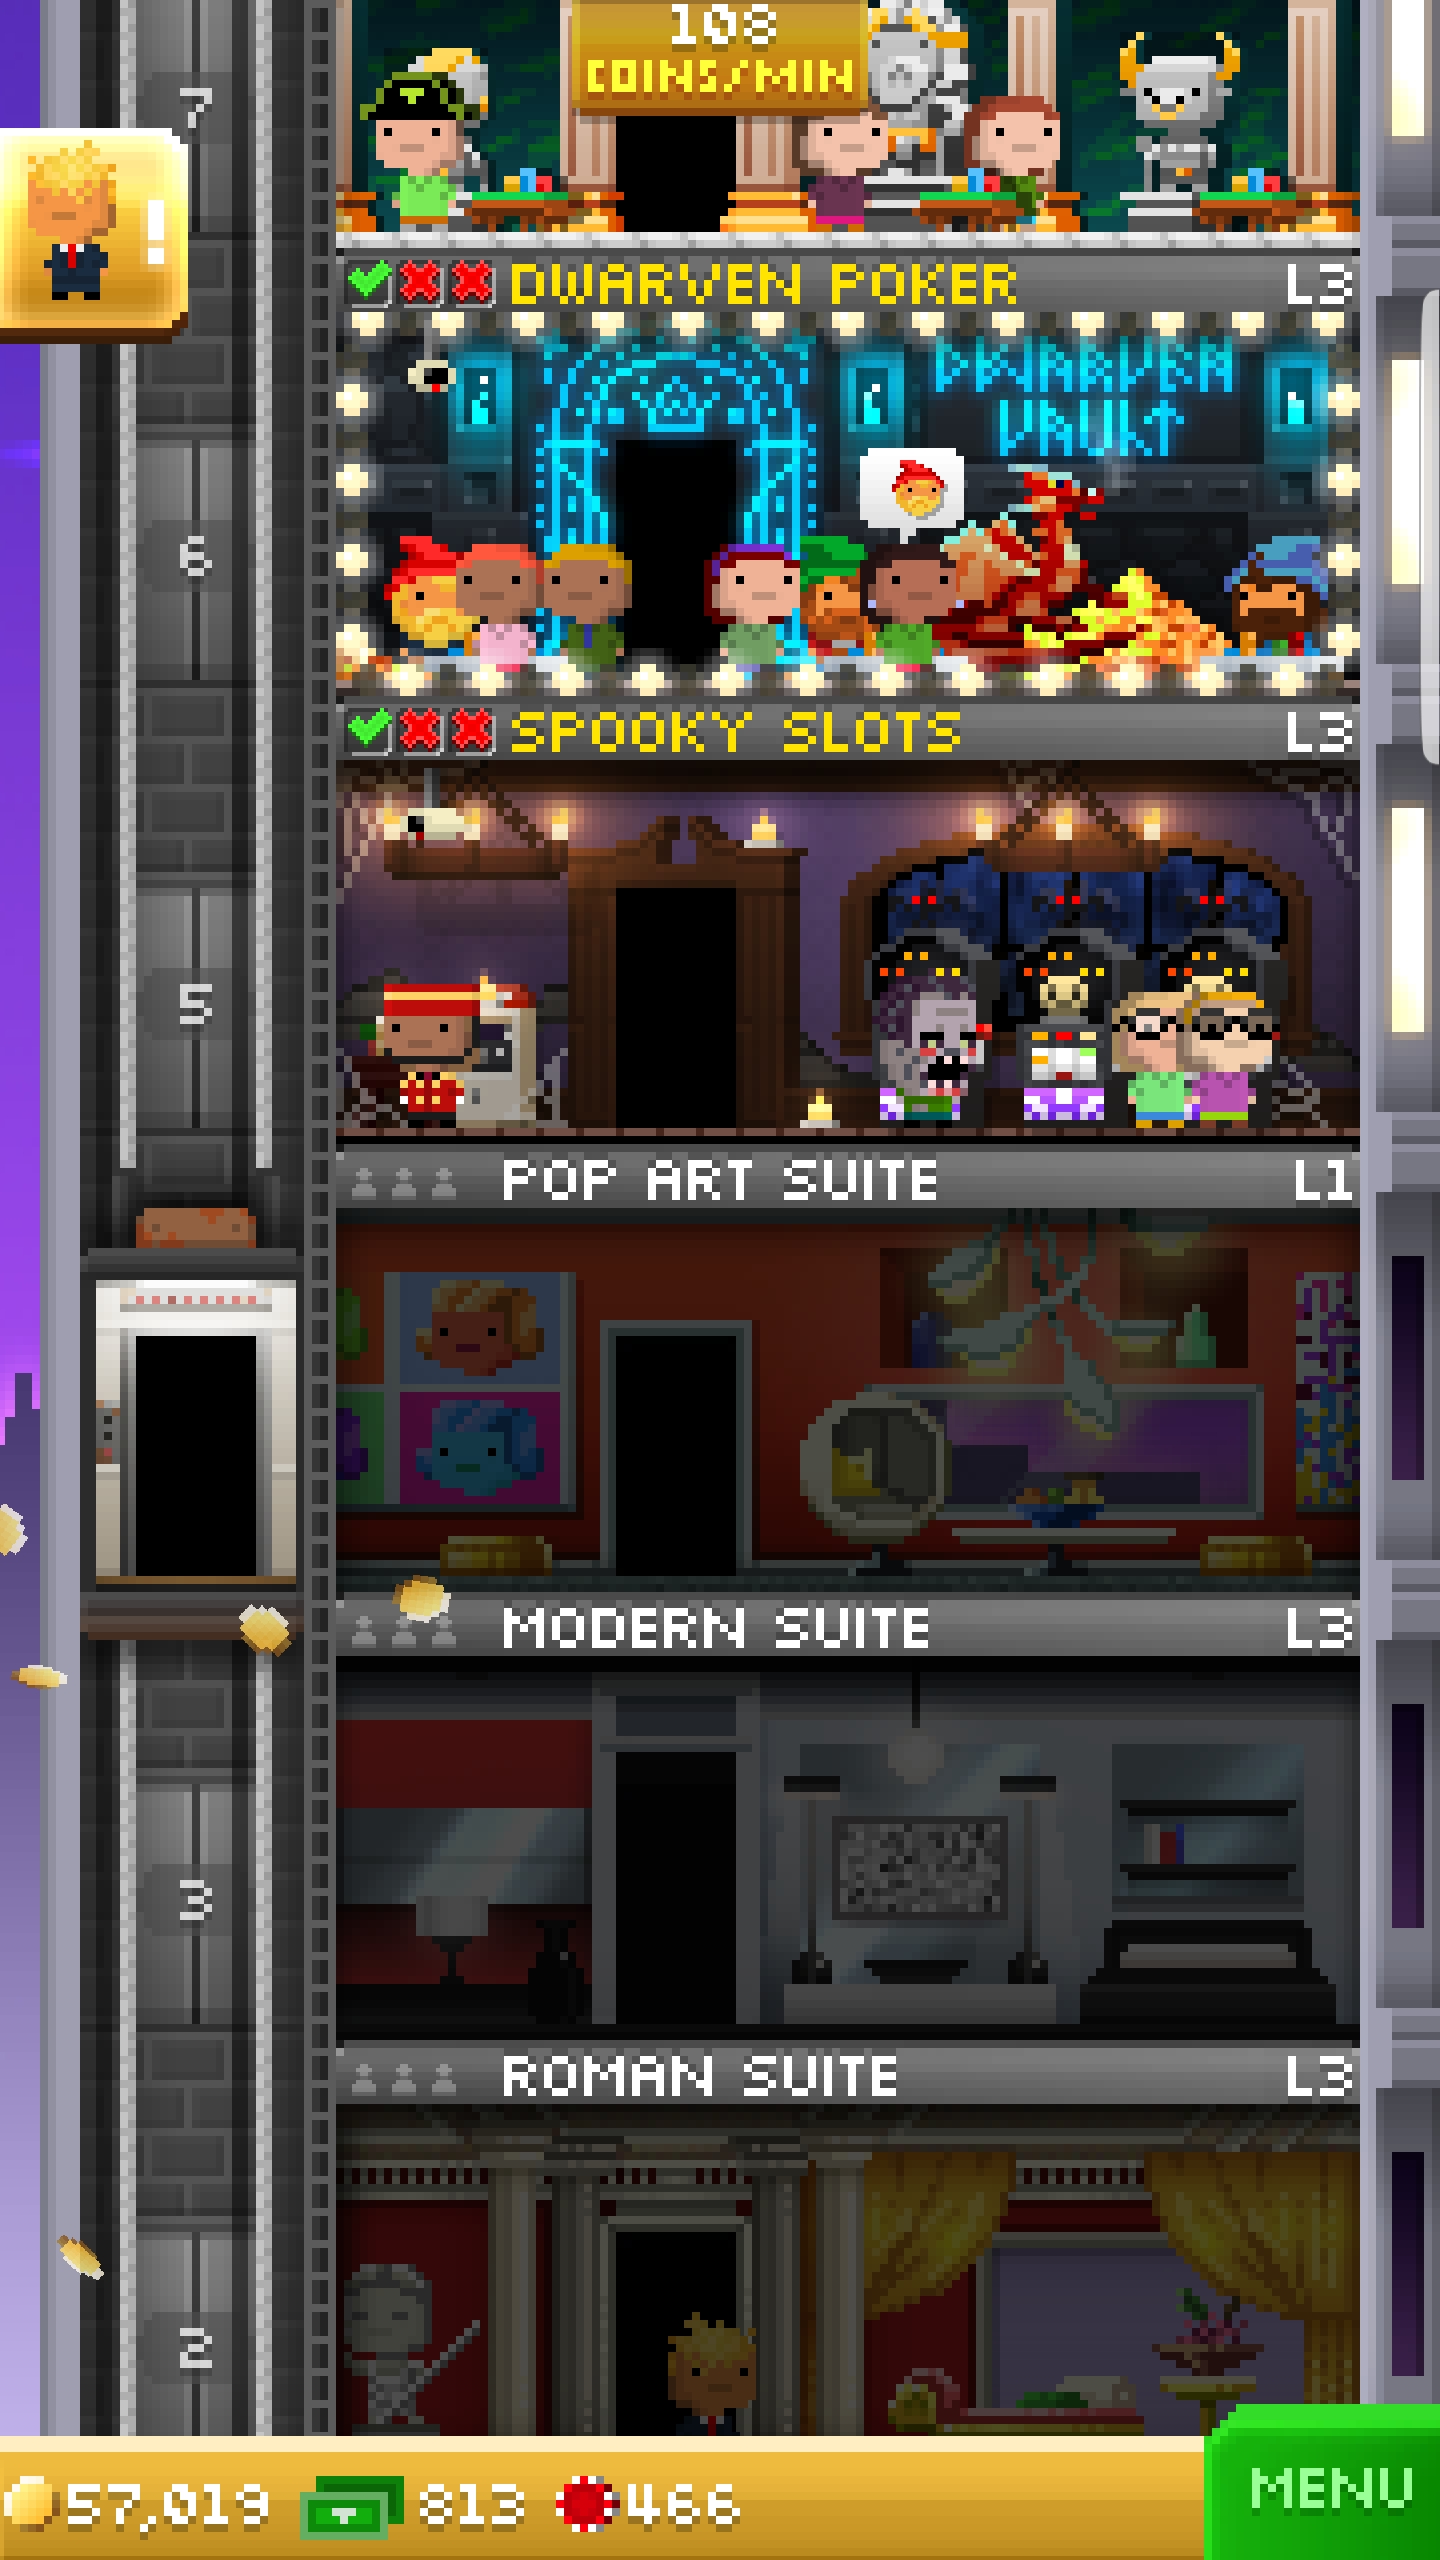 108
COINS/MIN
7
!
DWARVEN POKER L3
DWARVEN
VAULT
6
SPOOKY SLOTS L3
5
POP ART SUITE L1
MODERN SUITE L3
3
ROMAN SUITE L3
2
57,019 813 466
MENU